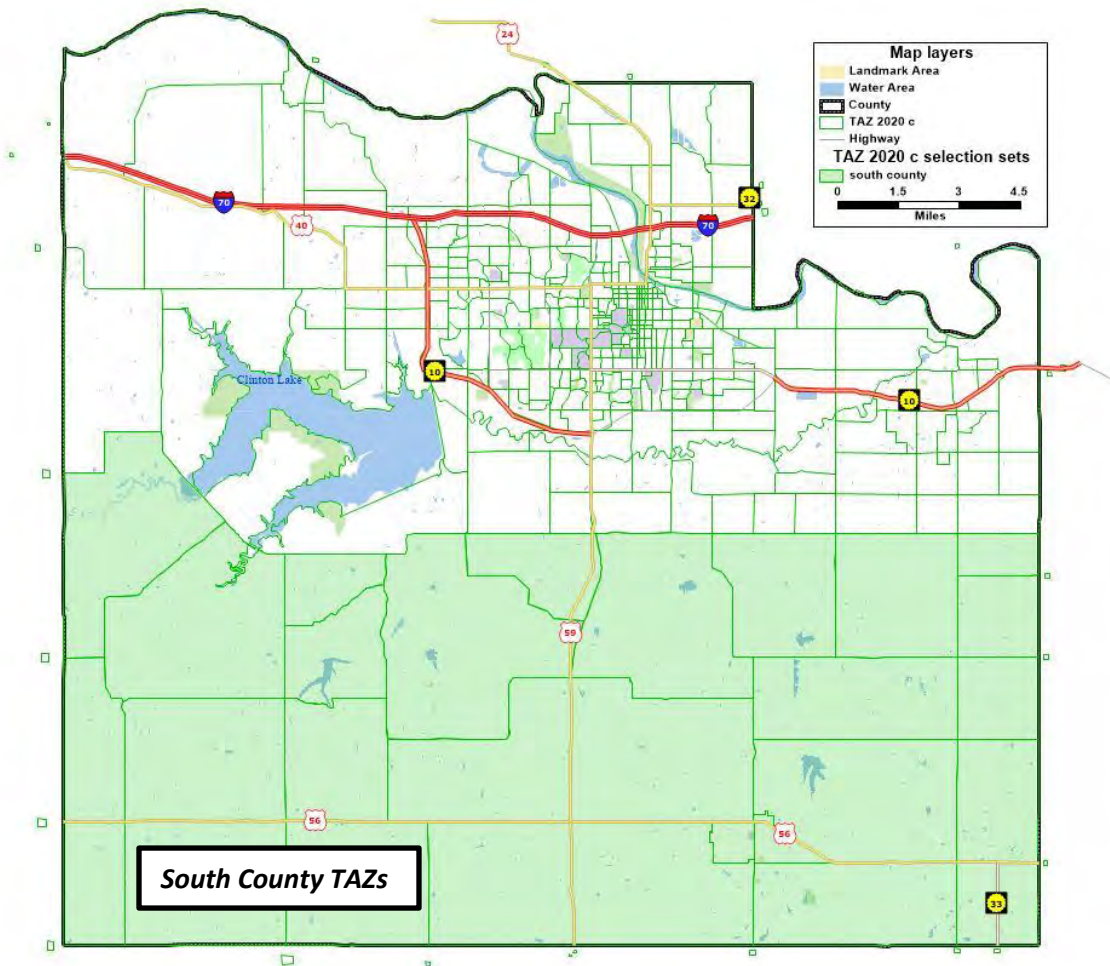 24
Map layers
Landmark Area
Water Area
County
TAZ 2020 c
Highway
TAZ 2020 c selection sets
south county
0 1.5 3 4.5
Miles
32
70
70
40
10
Clinton Lake
10
59
56
56
South County TAZs
33